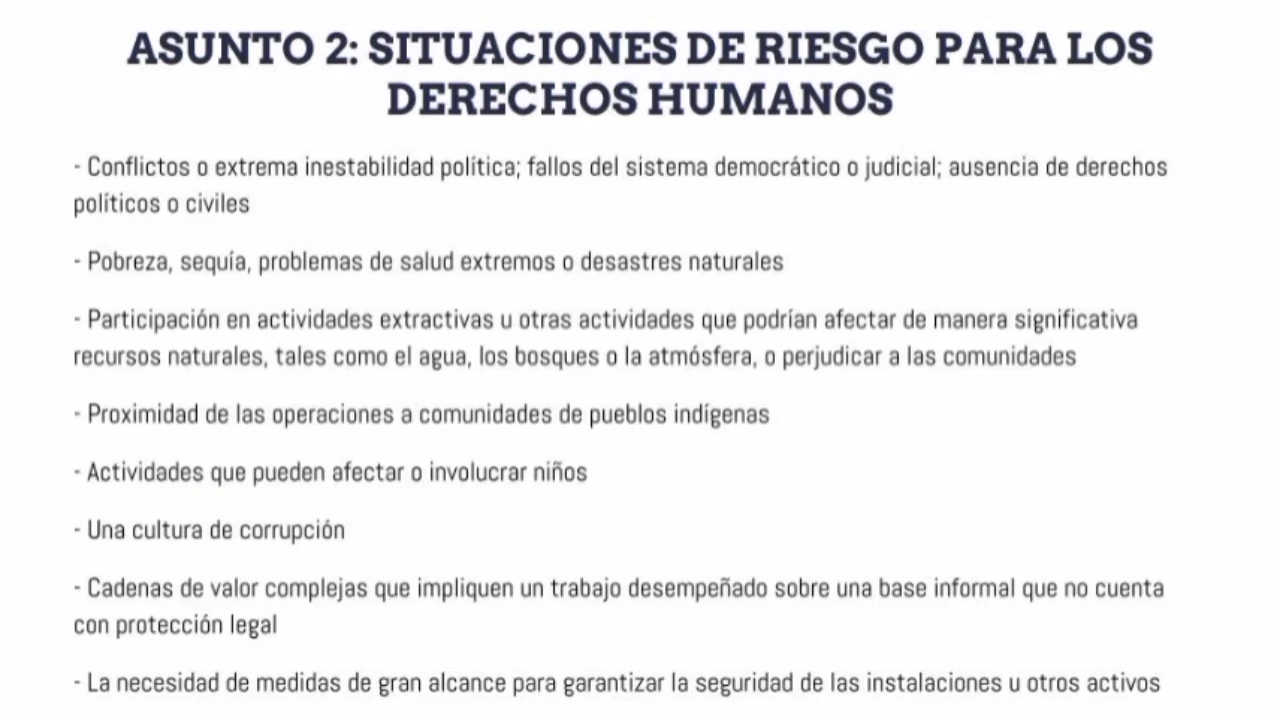 ASUNTO 2: SITUACIONES DE RIESGO PARA LOS
DERECHOS HUMANOS
- Conflictos o extrema inestabilidad política; fallos del sistema democrático o judicial; ausencia de derechos
políticos o civiles
- Pobreza, sequía, problemas de salud extremos o desastres naturales
- Participación en actividades extractivas u otras actividades que podrían afectar de manera significativa
recursos naturales, tales como el agua, los bosques o la atmósfera, o perjudicar a las comunidades
- Proximidad de las operaciones a comunidades de pueblos indígenas
- Actividades que pueden afectar o involucrar niños
- Una cultura de corrupción
- Cadenas de valor complejas que impliquen un trabajo desempeñado sobre una base informal que no cuenta
con protección legal
- La necesidad de medidas de gran alcance para garantizar la seguridad de las instalaciones u otros activos